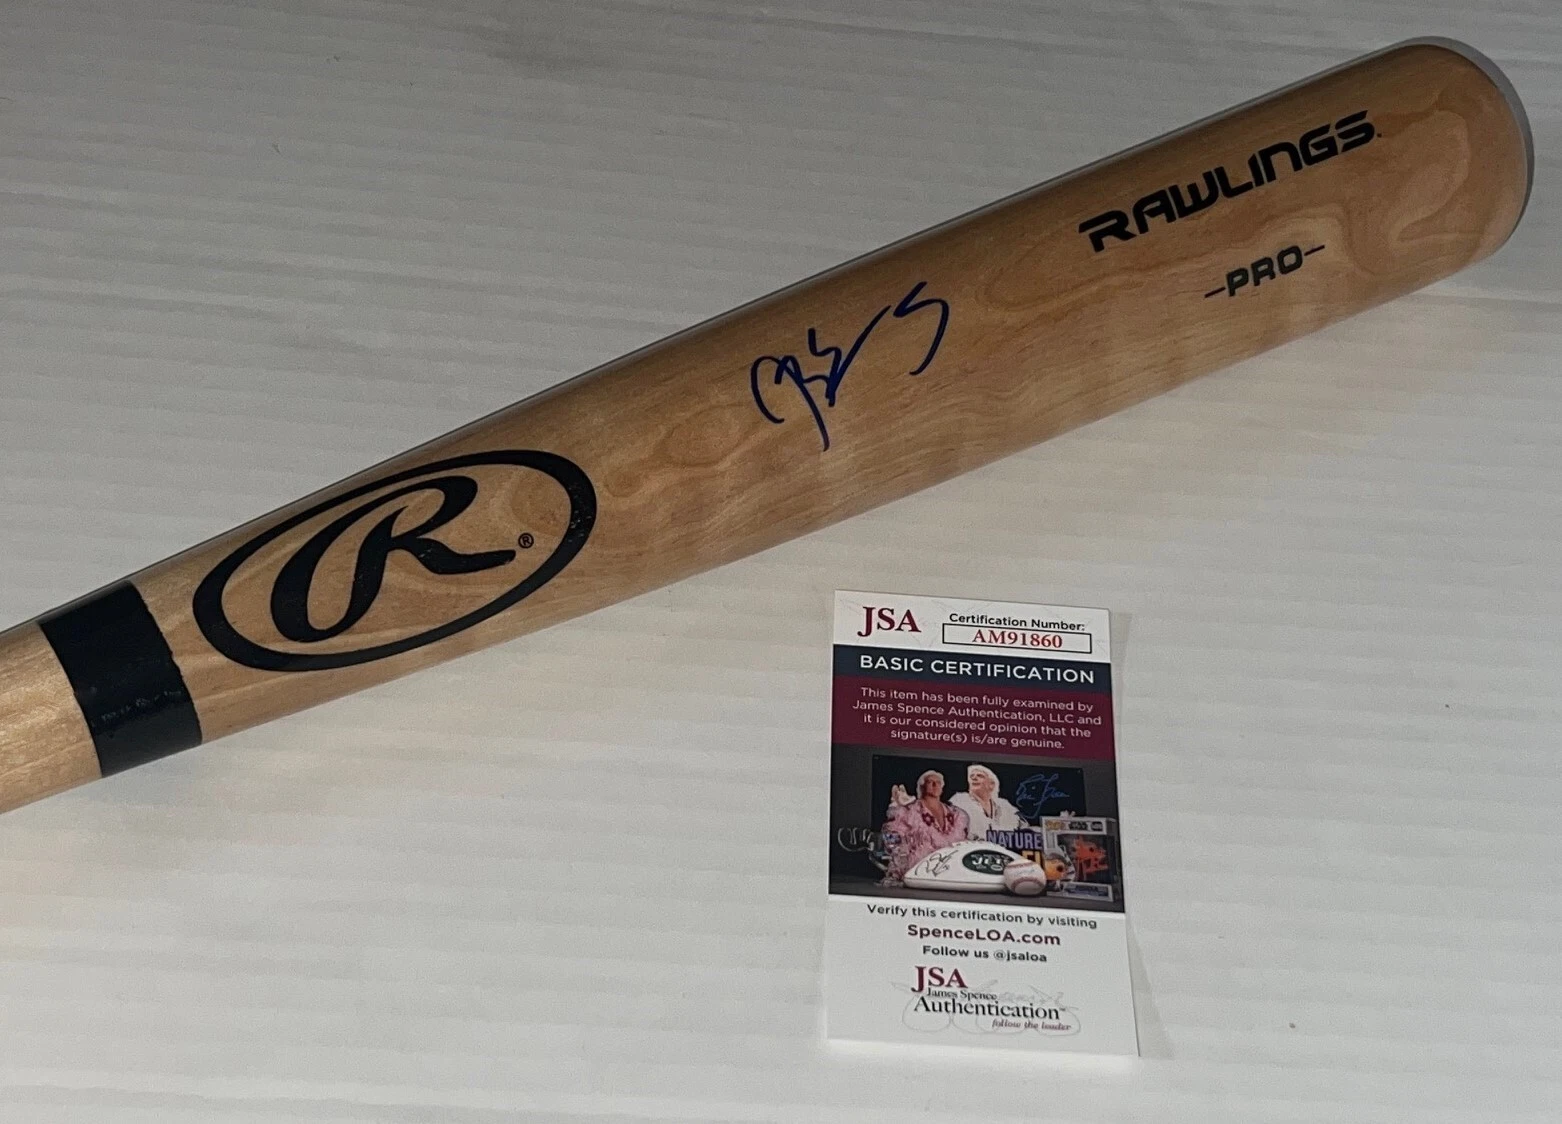 RAWLINGS
-PRO-
R®
JSA
Certification Number:
AM91860
BASIC CERTIFICATION
This item has been fully examined by
James Spence Authentication, LLC and
it is our considered opinion that the
signature(s) is/are genuine.
NATURE
JETS
Verify this certification by visiting
SpenceLOA.com
Follow us @jsaloa
JSA
James Spence
Authentication
follow the leader